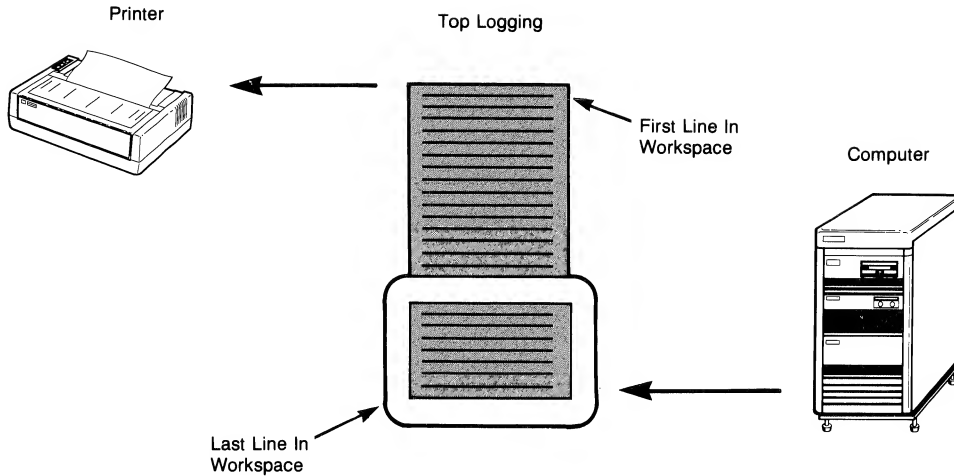 Printer
Top Logging
First Line In
Workspace
Computer
Last Line In
Workspace